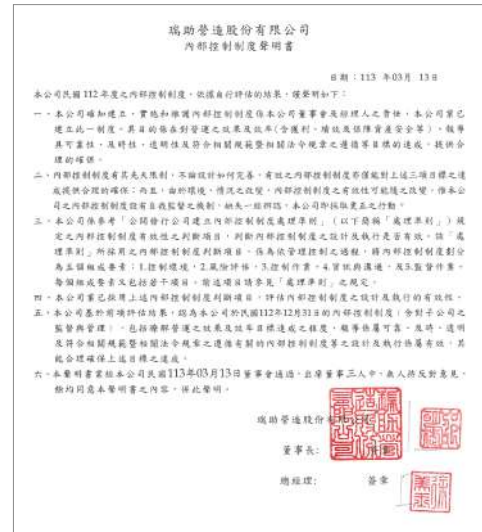 瑞助營造股份有限公司
內部控制制度聲明書
日期：113 年03月 13日
本公司民國 112 年度之內部控制制度，依據自行評估的結果，謹聲明如下：
一、本公司確知建立、實施和維護內部控制制度係本公司董事會及經理人之責任，本公司業已
建立此一制度。其目的係在對營運之效果及效率(含獲利、績效及保障資產安全等)、報導
具可靠性、及時性、透明性及符合相關規範暨相關法令規章之遵循等目標的達成，提供合
理的確保。
二、內部控制制度有其先天限制，不論設計如何完善，有效之內部控制制度亦僅能對上述三項目標之達
成提供合理的確保；而且，由於環境、情況之改變，內部控制制度之有效性可能隨之改變。惟本公
司之內部控制制度設有自我監督之機制，缺失一經辨認，本公司即採取更正之行動。
三、本公司係參考「公開發行公司建立內部控制制度處理準則」（以下簡稱「處理準則」）規
定之內部控制制度有效性之判斷項目，判斷內部控制制度之設計及執行是否有效。該「處
理準則」所採用之內部控制制度判斷項目，係為依管理控制之過程，將內部控制制度劃分
為五個組成要素：1.控制環境，2.風險評估，3.控制作業，4.資訊與溝通，及5.監督作業。
每個組成要素又包括若干項目。前述項目請參見「處理準則」之規定。
四、本公司業已採用上述內部控制制度判斷項目，評估內部控制制度之設計及執行的有效性。
五、本公司基於前項評估結果，認為本公司於民國112年12月31日的內部控制制度(含對子公司之
監督與管理)，包括瞭解營運之效果及效率目標達成之程度、報導係屬可靠、及時、透明
及符合相關規範暨相關法令規章之遵循有關的內部控制制度等之設計及執行係屬有效，其
能合理確保上述目標之達成。
六、本聲明書業經本公司民國113年03月13日董事會通過，出席董事三人中，無人持反對意見，
餘均同意本聲明書之內容，併此聲明。
瑞助營造股份有限公司
董事長：
總經理： 簽章